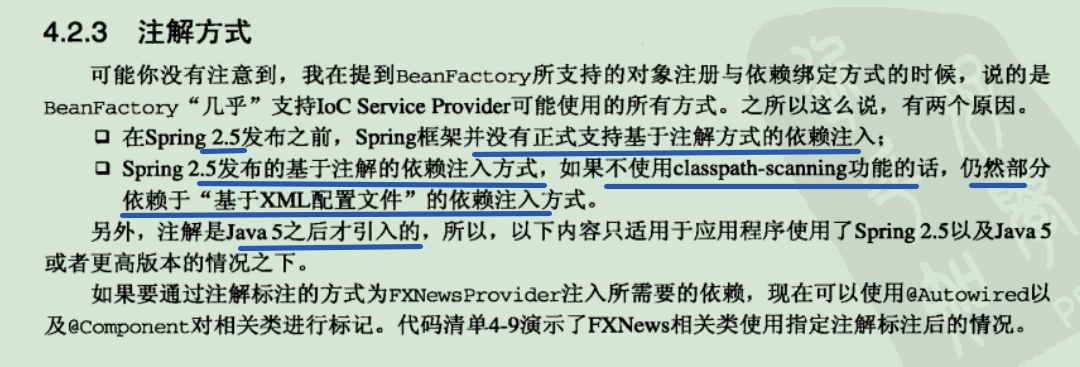 4.2.3 注解方式
可能你没有注意到，我在提到BeanFactory所支持的对象注册与依赖绑定方式的时候，说的是
BeanFactory“几乎”支持IoC Service Provider可能使用的所有方式。之所以这么说，有两个原因。
❑ 在Spring 2.5发布之前，Spring框架并没有正式支持基于注解方式的依赖注入；
❑ Spring 2.5发布的基于注解的依赖注入方式，如果不使用classpath-scanning功能的话，仍然部分
依赖于“基于XML配置文件”的依赖注入方式。
另外，注解是Java 5之后才引入的，所以，以下内容只适用于应用程序使用了Spring 2.5以及Java 5
或者更高版本的情况之下。
如果要通过注解标注的方式为FXNewsProvider注入所需要的依赖，现在可以使用@Autowired以
及@Component对相关类进行标记。代码清单4-9演示了FXNews相关类使用指定注解标注后的情况。